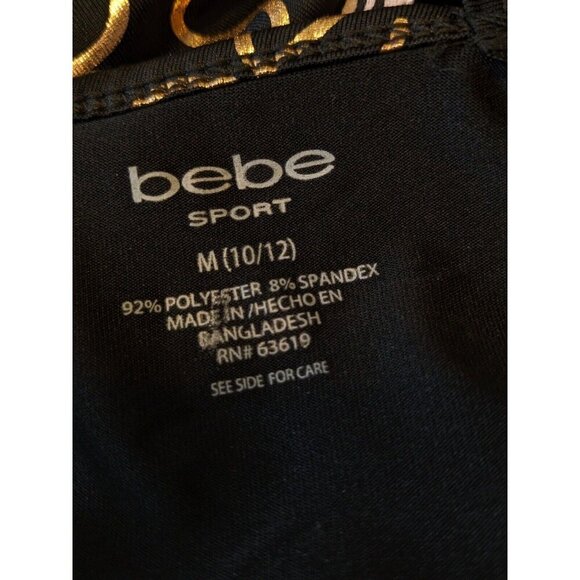 bebe
SPORT
M (10/12)
92% POLYESTER 8% SPANDEX
MADE IN /HECHO EN
BANGLADESH
RN# 63619
SEE SIDE FOR CARE